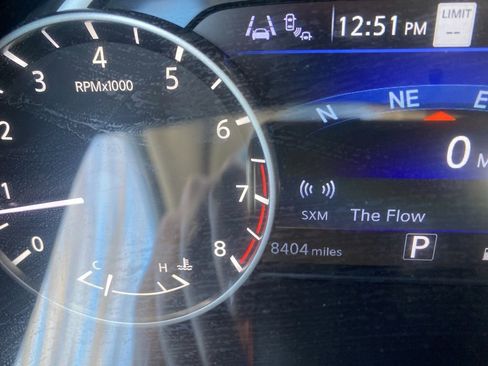 12:51 PM
LIMIT
--
4
3
5
RPMx1000
2
6
N
NE
E
1
7
0
8
0 M
SXM
The Flow
8404 miles
P
C
H